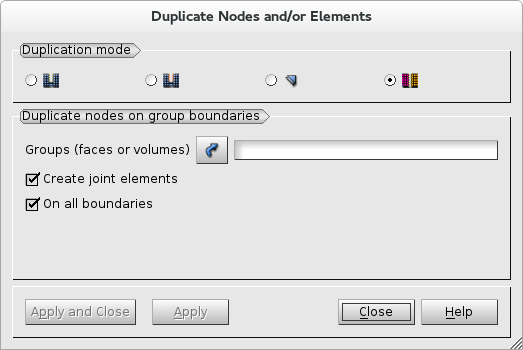 Duplicate Nodes and/or Elements
Duplication mode
Duplicate nodes on group boundaries
Groups (faces or volumes)
Create joint elements
On all boundaries
Apply and Close
Apply
Close
Help